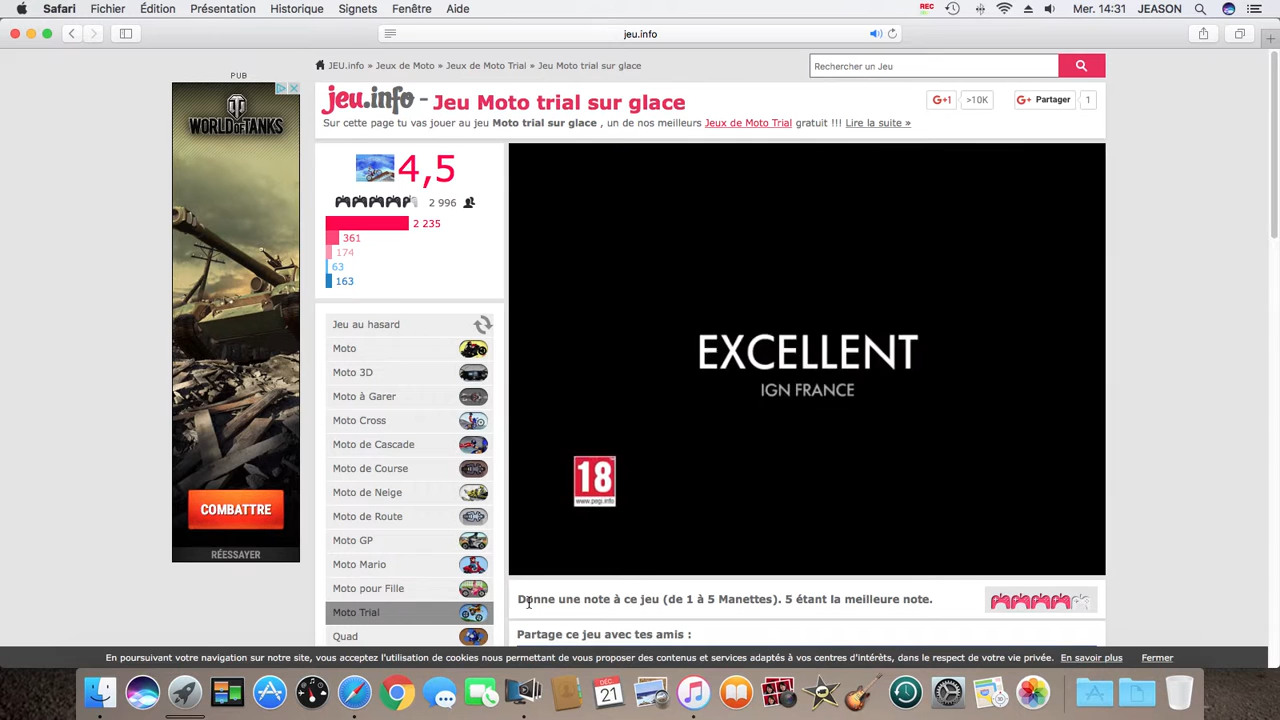 Safari Fichier Édition Présentation Historique Signets Fenêtre Aide REC Mer. 14:31 JEASON
jeu.info
PUB
WORLD OF TANKS
COMBATTRE
RÉESSAYER
JEU.info » Jeux de Moto » Jeux de Moto Trial » Jeu Moto trial sur glace
Rechercher un Jeu
jeu.info - Jeu Moto trial sur glace
G+1 >10K G+ Partager 1
Sur cette page tu vas jouer au jeu Moto trial sur glace , un de nos meilleurs Jeux de Moto Trial gratuit !!! Lire la suite »
4,5
2 996
2 235
361
174
63
163
Jeu au hasard
Moto
Moto 3D
Moto à Garer
Moto Cross
Moto de Cascade
Moto de Course
Moto de Neige
Moto de Route
Moto GP
Moto Mario
Moto pour Fille
Moto Trial
Quad
EXCELLENT
IGN FRANCE
18
www.pegi.info
Donne une note à ce jeu (de 1 à 5 Manettes). 5 étant la meilleure note.
Partage ce jeu avec tes amis :
En poursuivant votre navigation sur notre site, vous acceptez l'utilisation de cookies nous permettant de vous proposer des contenus et services adaptés à vos centres d'intérêts, dans le respect de votre vie privée. En savoir plus Fermer
DEC
21